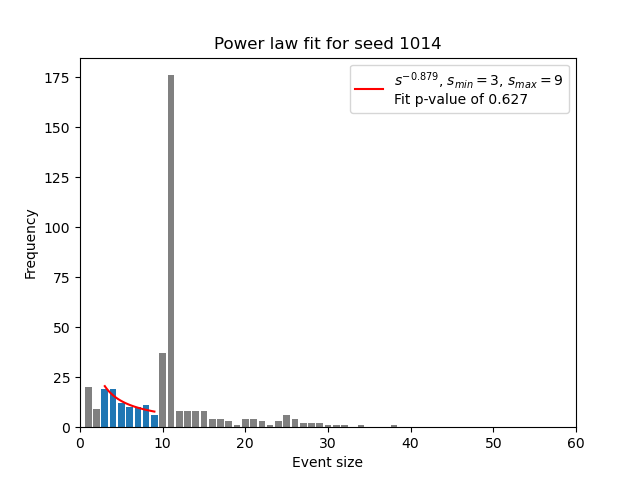 Power law fit for seed 1014
s^{-0.879}, s_{min} = 3, s_{max} = 9
Fit p-value of 0.627
Frequency
175
150
125
100
75
50
25
0
0 10 20 30 40 50 60
Event size